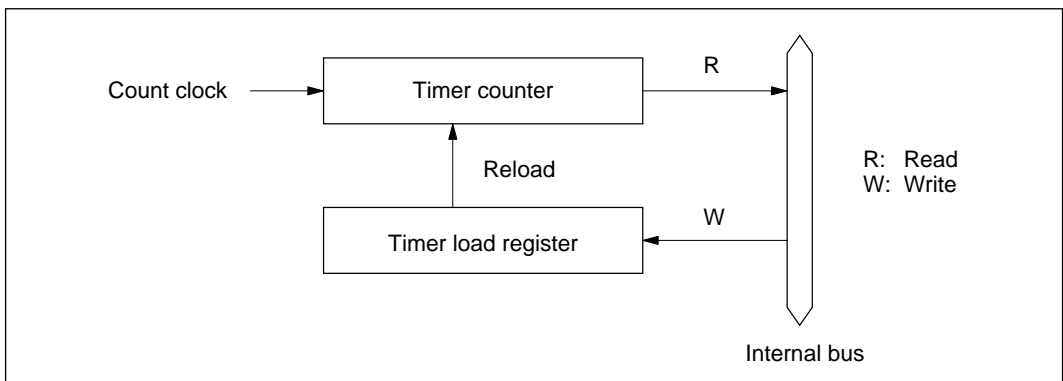 R
Count clock
Timer counter
R: Read
W: Write
Reload
W
Timer load register
Internal bus